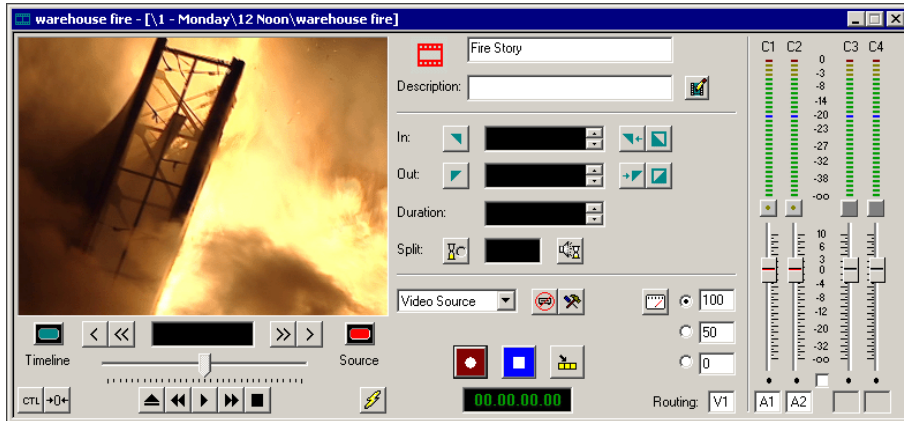 warehouse fire - [\1 - Monday\12 Noon\warehouse fire]
Fire Story
Description:
In:
Out:
Duration:
Split:
Video Source
100
50
0
Timeline
Source
CTL
→0←
00.00.00.00
Routing: V1
C1 C2 C3 C4
0
-3
-8
-14
-20
-23
-27
-32
-38
-oo
10
6
3
0
-4
-8
-12
-20
-32
-oo
A1 A2